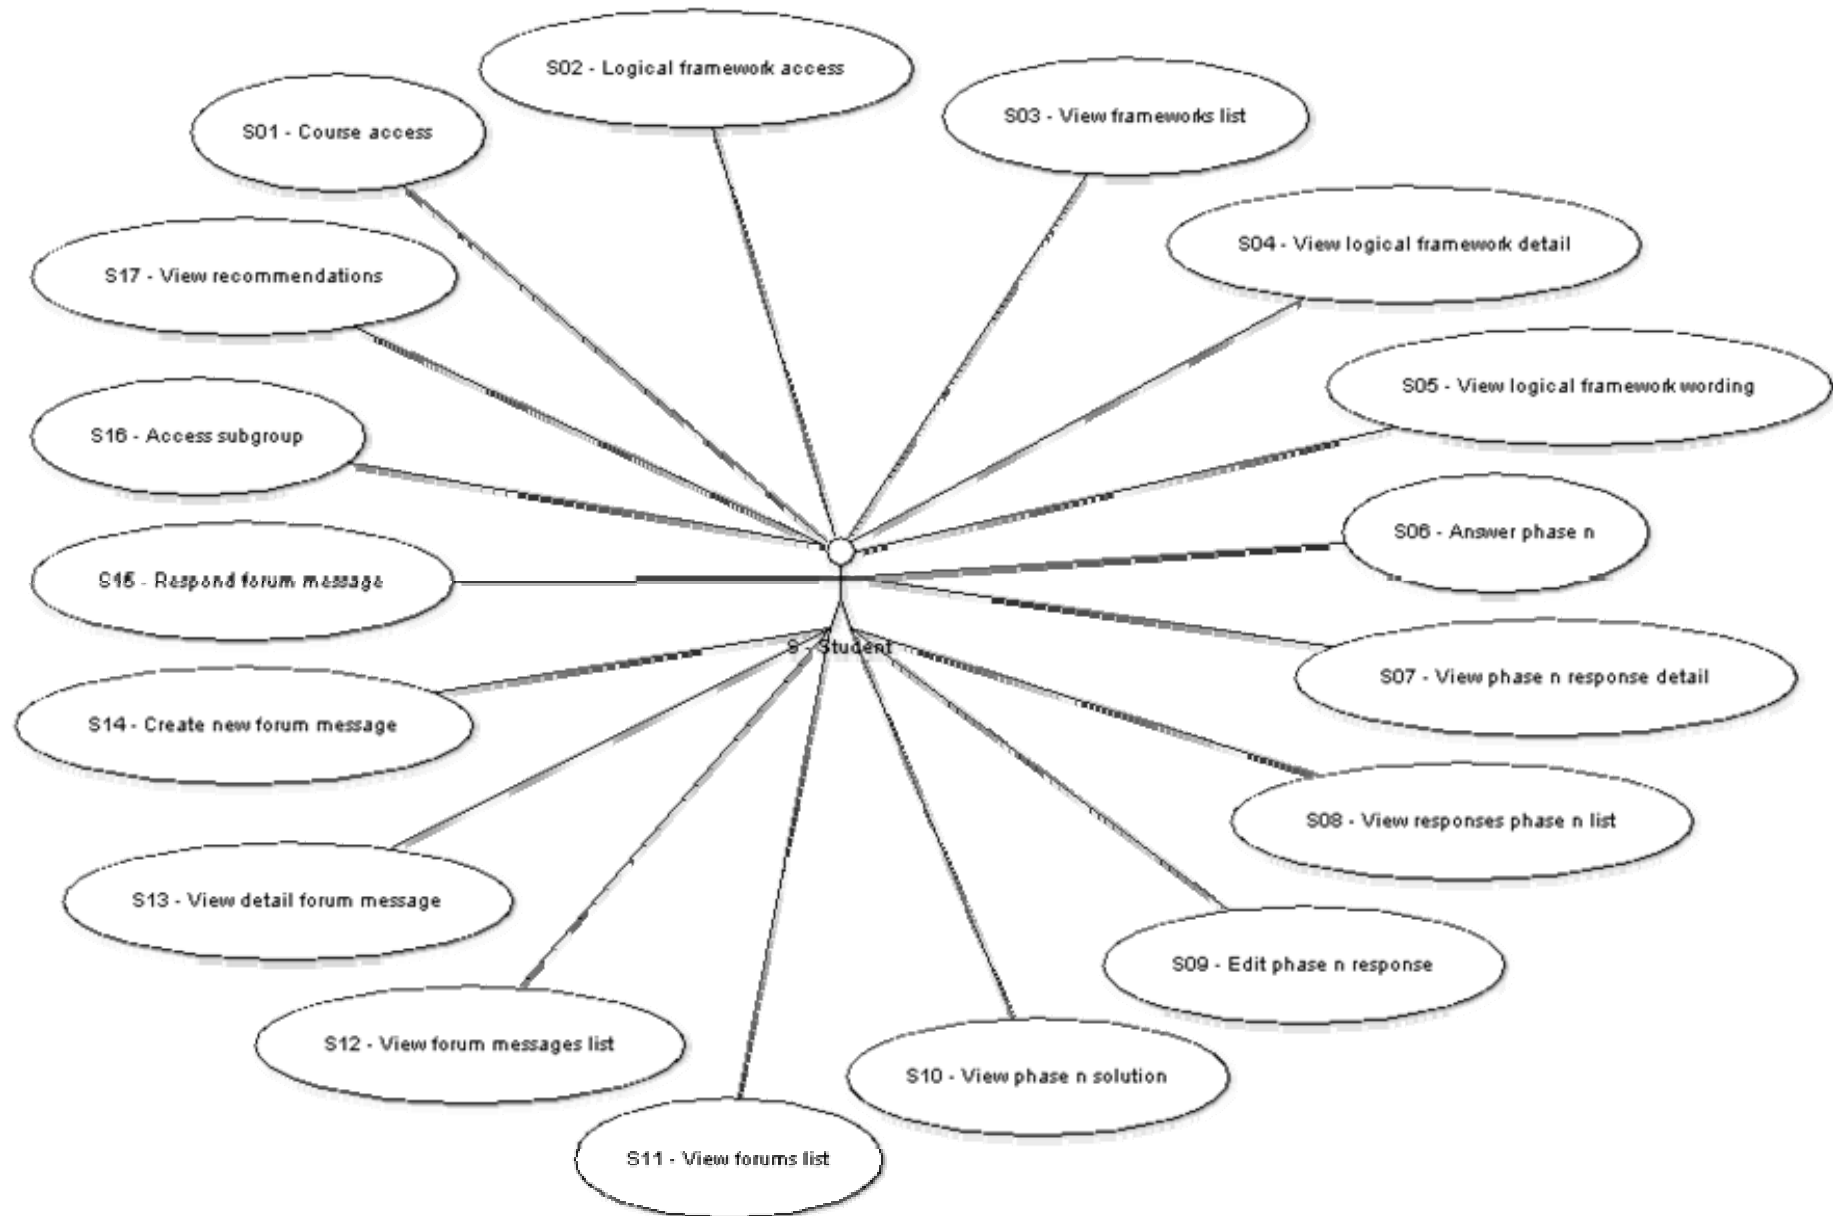 S02 - Logical framework access
S03 - View frameworks list
S01 - Course access
S04 - View logical framework detail
S17 - View recommendations
S05 - View logical framework wording
S16 - Access subgroup
S06 - Answer phase n
S15 - Respond forum message
S - Student
S07 - View phase n response detail
S14 - Create new forum message
S08 - View responses phase n list
S13 - View detail forum message
S09 - Edit phase n response
S12 - View forum messages list
S10 - View phase n solution
S11 - View forums list